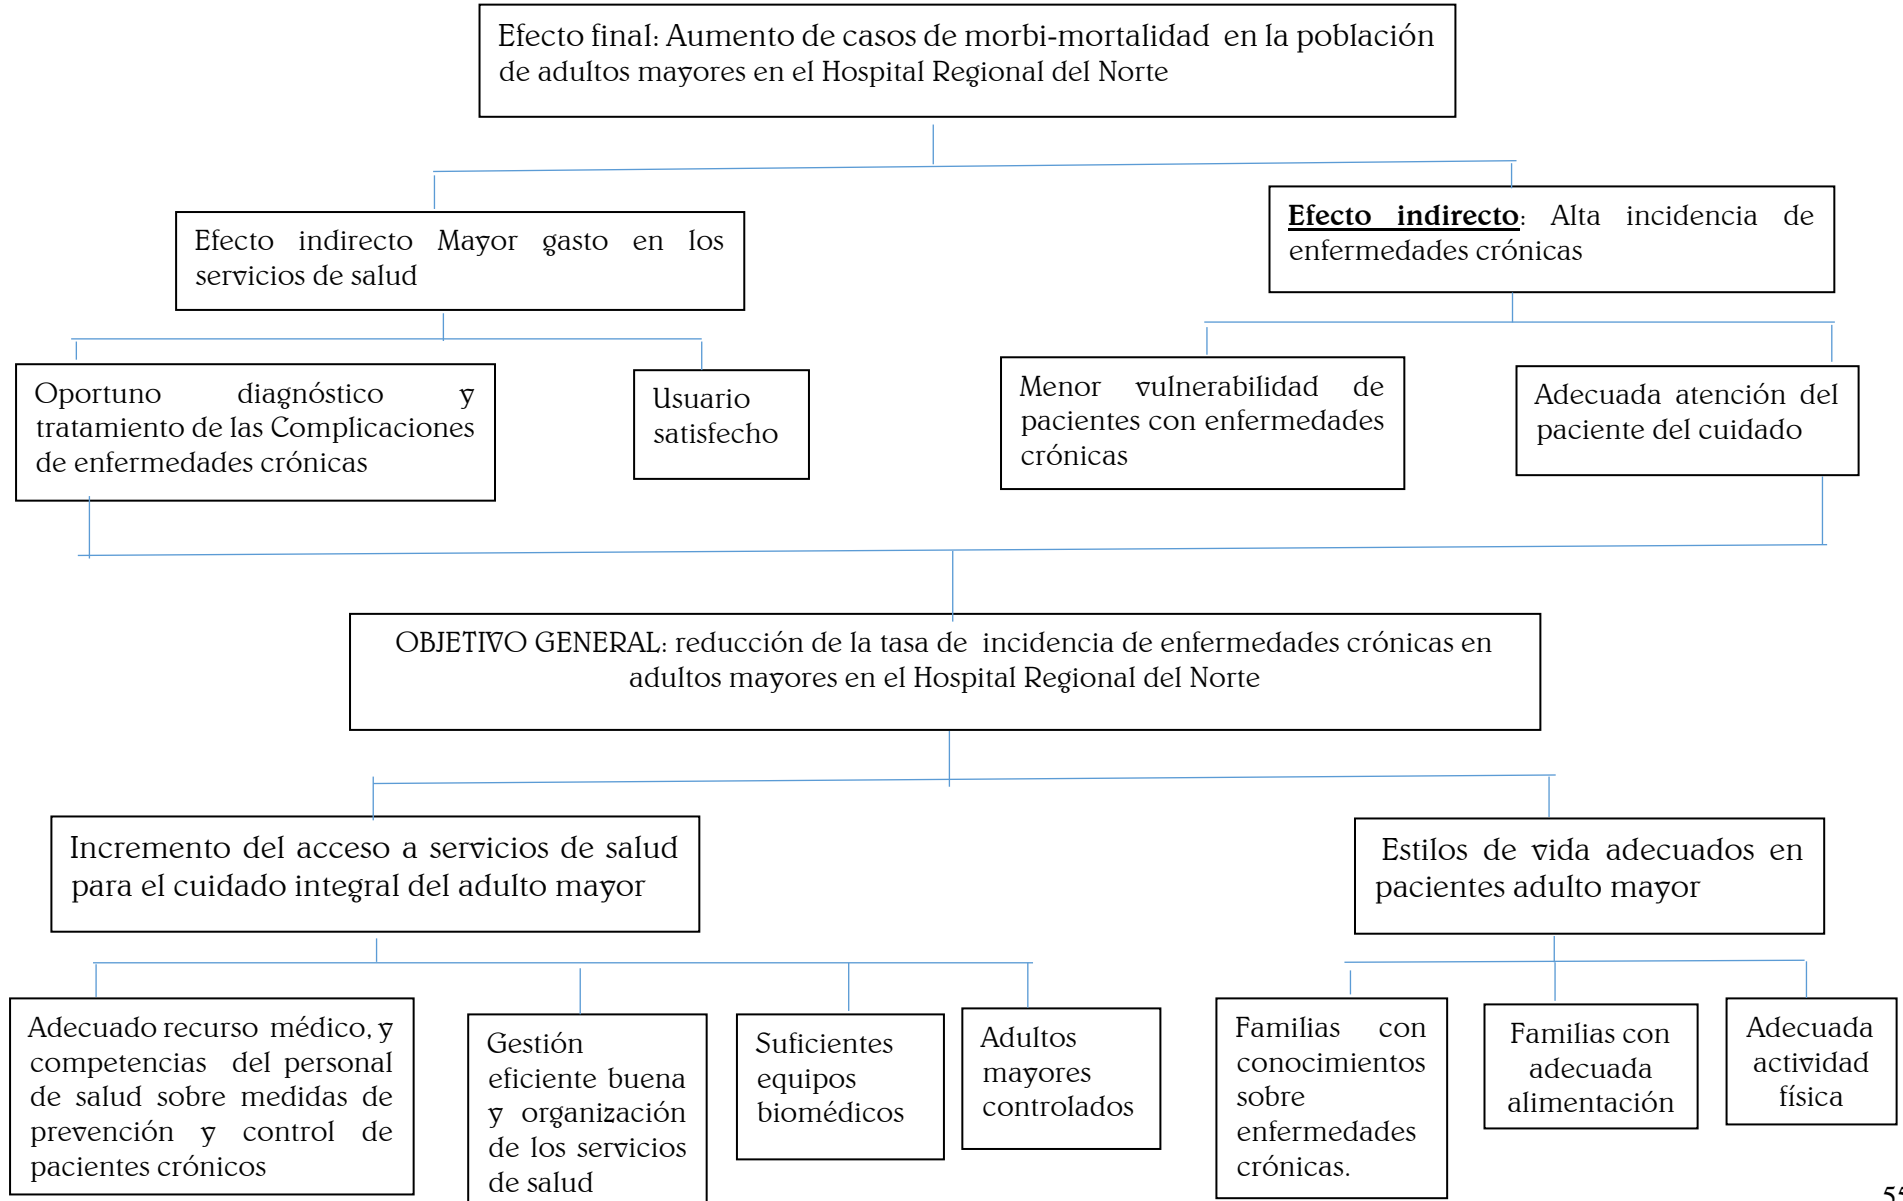 Efecto final: Aumento de casos de morbi-mortalidad en la población
de adultos mayores en el Hospital Regional del Norte
Efecto indirecto Mayor gasto en los
servicios de salud
Efecto indirecto: Alta incidencia de
enfermedades crónicas
Oportuno diagnóstico y
tratamiento de las Complicaciones
de enfermedades crónicas
Usuario
satisfecho
Menor vulnerabilidad de
pacientes con enfermedades
crónicas
Adecuada atención del
paciente del cuidado
OBJETIVO GENERAL: reducción de la tasa de incidencia de enfermedades crónicas en
adultos mayores en el Hospital Regional del Norte
Incremento del acceso a servicios de salud
para el cuidado integral del adulto mayor
Estilos de vida adecuados en
pacientes adulto mayor
Adecuado recurso médico, y
competencias del personal
de salud sobre medidas de
prevención y control de
pacientes crónicos
Gestión
eficiente buena
y organización
de los servicios
de salud
Suficientes
equipos
biomédicos
Adultos
mayores
controlados
Familias con
conocimientos
sobre
enfermedades
crónicas.
Familias con
adecuada
alimentación
Adecuada
actividad
física